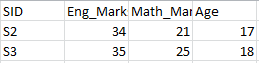 SID Eng_Mark Math_Mar Age
S2 34 21 17
S3 35 25 18